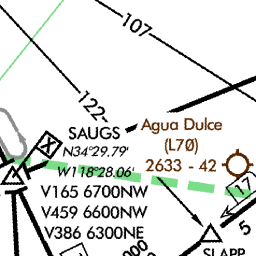 107
122-
X
SAUGS
N34°29.79'
W118°28.06'
V165 6700NW
V459 6600NW
V386 6300NE
Agua Dulce
(L70)
2633 - 42
17
5
SLAPP